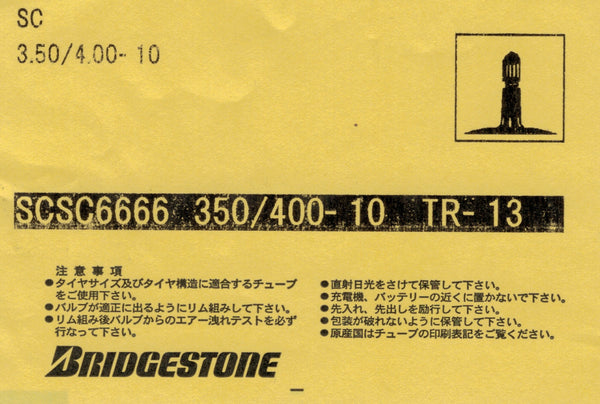 SC
3.50/4.00-10
SCSC6666 350/400-10 TR-13
注意事項
●タイヤサイズ及びタイヤ構造に適合するチューブ
をご使用下さい。
●バルブが適正に出るようにリム組みして下さい。
●リム組み後バルブからのエアー洩れテストを必ず
行なって下さい。
●直射日光をさけて保管して下さい。
●充電機、バッテリーの近くに置かないで下さい。
●先入れ、先出しを励行して下さい。
●包装が破れないように保管して下さい。
●原産国はチューブの印刷表記をご覧ください。
BRIDGESTONE